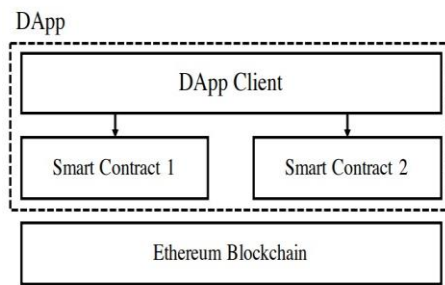 DApp
DApp Client
Smart Contract 1
Smart Contract 2
Ethereum Blockchain